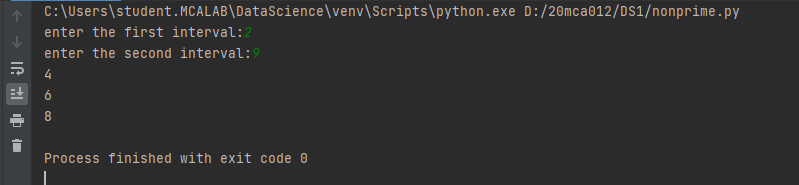 C:\Users\student.MCALAB\DataScience\venv\Scripts\python.exe D:/20mca012/DS1/nonprime.py
enter the first interval:2
enter the second interval:9
4
6
8
Process finished with exit code 0